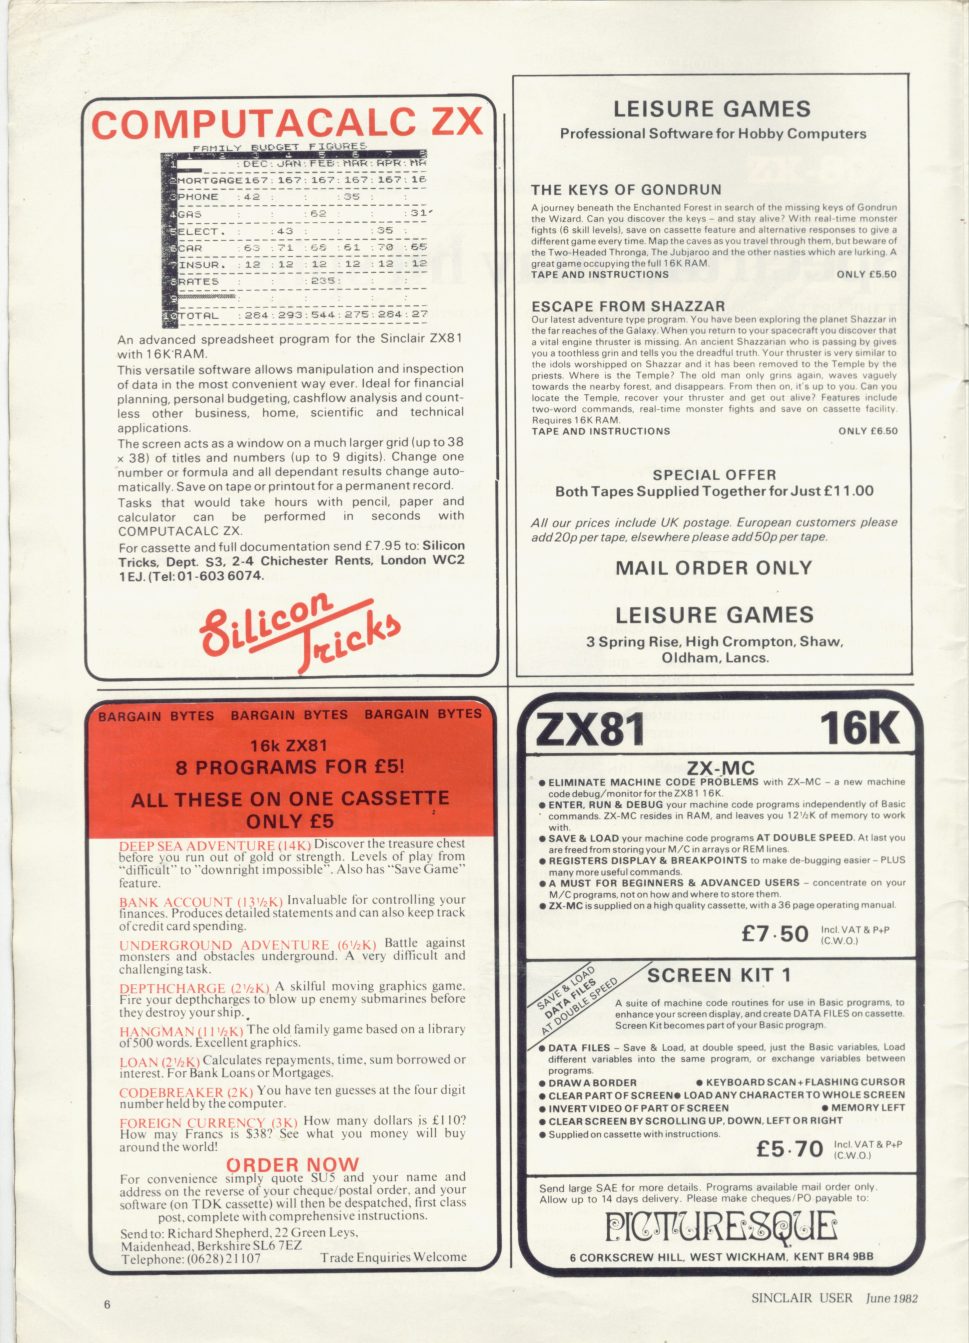 COMPUTACALC ZX
FAMILY BUDGET FIGURES
:DEC:JAN:FEB:MAR:APR:MA
MORTGAGE167:167:167:167:167:16
PHONE :42 : : :35 : :
GAS : : :62 : : :31
ELECT. : :43 : : :35 :
CAR :63 :71 :68 :61 :70 :65
INSUR. :12 :12 :12 :12 :12 :12
RATES : : :235: : :
10TOTAL :284:293:544:275:284:27
An advanced spreadsheet program for the Sinclair ZX81
with 16K RAM.
This versatile software allows manipulation and inspection
of data in the most convenient way ever. Ideal for financial
planning, personal budgeting, cashflow analysis and count-
less other business, home, scientific and technical
applications.
The screen acts as a window on a much larger grid (up to 38
x 38) of titles and numbers (up to 9 digits). Change one
number or formula and all dependant results change auto-
matically. Save on tape or printout for a permanent record.
Tasks that would take hours with pencil, paper and
calculator can be performed in seconds with
COMPUTACALC ZX.
For cassette and full documentation send £7.95 to: Silicon
Tricks, Dept. S3, 2-4 Chichester Rents, London WC2
1EJ. (Tel: 01-603 6074.
Silicon
Tricks
LEISURE GAMES
Professional Software for Hobby Computers
THE KEYS OF GONDRUN
A journey beneath the Enchanted Forest in search of the missing keys of Gondrun
the Wizard. Can you discover the keys – and stay alive? With real-time monster
fights (6 skill levels), save on cassette feature and alternative responses to give a
different game every time. Map the caves as you travel through them, but beware of
the Two-Headed Thronga, The Jubjaroo and the other nasties which are lurking. A
great game occupying the full 16K RAM.
TAPE AND INSTRUCTIONS ONLY £5.50
ESCAPE FROM SHAZZAR
Our latest adventure type program. You have been exploring the planet Shazzar in
the far reaches of the Galaxy. When you return to your spacecraft you discover that
a vital engine thruster is missing. An ancient Shazzarian who is passing by gives
you a toothless grin and tells you the dreadful truth. Your thruster is very similar to
the idols worshipped on Shazzar and it has been removed to the Temple by the
priests. Where is the Temple? The old man only grins again, waves vaguely
towards the nearby forest, and disappears. From then on, it's up to you. Can you
locate the Temple, recover your thruster and get out alive? Features include
two-word commands, real-time monster fights and save on cassette facility.
Requires 16K RAM.
TAPE AND INSTRUCTIONS ONLY £6.50
SPECIAL OFFER
Both Tapes Supplied Together for Just £11.00
All our prices include UK postage. European customers please
add 20p per tape, elsewhere please add 50p per tape.
MAIL ORDER ONLY
LEISURE GAMES
3 Spring Rise, High Crompton, Shaw,
Oldham, Lancs.
BARGAIN BYTES BARGAIN BYTES BARGAIN BYTES
16k ZX81
8 PROGRAMS FOR £5!
ALL THESE ON ONE CASSETTE
ONLY £5
DEEP SEA ADVENTURE (14K) Discover the treasure chest
before you run out of gold or strength. Levels of play from
"difficult" to "downright impossible". Also has "Save Game"
feature.
BANK ACCOUNT (13½K) Invaluable for controlling your
finances. Produces detailed statements and can also keep track
of credit card spending.
UNDERGROUND ADVENTURE (6½K) Battle against
monsters and obstacles underground. A very difficult and
challenging task.
DEPTHCHARGE (2½K) A skilful moving graphics game.
Fire your depthcharges to blow up enemy submarines before
they destroy your ship.
HANGMAN (11½K) The old family game based on a library
of 500 words. Excellent graphics.
LOAN (2½K) Calculates repayments, time, sum borrowed or
interest. For Bank Loans or Mortgages.
CODEBREAKER (2K) You have ten guesses at the four digit
number held by the computer.
FOREIGN CURRENCY (3K) How many dollars is £110?
How may Francs is $38? See what you money will buy
around the world!
ORDER NOW
For convenience simply quote SU5 and your name and
address on the reverse of your cheque/postal order, and your
software (on TDK cassette) will then be despatched, first class
post, complete with comprehensive instructions.
Send to: Richard Shepherd, 22 Green Leys,
Maidenhead, Berkshire SL6 7EZ
Telephone: (0628) 21107 Trade Enquiries Welcome
ZX81 16K
ZX-MC
● ELIMINATE MACHINE CODE PROBLEMS with ZX–MC – a new machine
code debug/monitor for the ZX81 16K.
● ENTER, RUN & DEBUG your machine code programs independently of Basic
commands. ZX-MC resides in RAM, and leaves you 12½K of memory to work
with.
● SAVE & LOAD your machine code programs AT DOUBLE SPEED. At last you
are freed from storing your M/C in arrays or REM lines.
● REGISTERS DISPLAY & BREAKPOINTS to make de-bugging easier – PLUS
many more useful commands.
● A MUST FOR BEGINNERS & ADVANCED USERS – concentrate on your
M/C programs, not on how and where to store them.
● ZX-MC is supplied on a high quality cassette, with a 36 page operating manual.
£7·50 Incl. VAT & P+P
(C.W.O.)
SAVE & LOAD
DATA FILES
AT DOUBLE SPEED
SCREEN KIT 1
A suite of machine code routines for use in Basic programs, to
enhance your screen display, and create DATA FILES on cassette.
Screen Kit becomes part of your Basic program.
● DATA FILES – Save & Load, at double speed, just the Basic variables, Load
different variables into the same program, or exchange variables between
programs.
● DRAW A BORDER ● KEYBOARD SCAN + FLASHING CURSOR
● CLEAR PART OF SCREEN ● LOAD ANY CHARACTER TO WHOLE SCREEN
● INVERT VIDEO OF PART OF SCREEN ● MEMORY LEFT
● CLEAR SCREEN BY SCROLLING UP, DOWN, LEFT OR RIGHT
● Supplied on cassette with instructions.
£5·70 Incl. VAT & P+P
(C.W.O.)
Send large SAE for more details. Programs available mail order only.
Allow up to 14 days delivery. Please make cheques/PO payable to:
PICTURESQUE
6 CORKSCREW HILL, WEST WICKHAM, KENT BR4 9BB
6
SINCLAIR USER June 1982